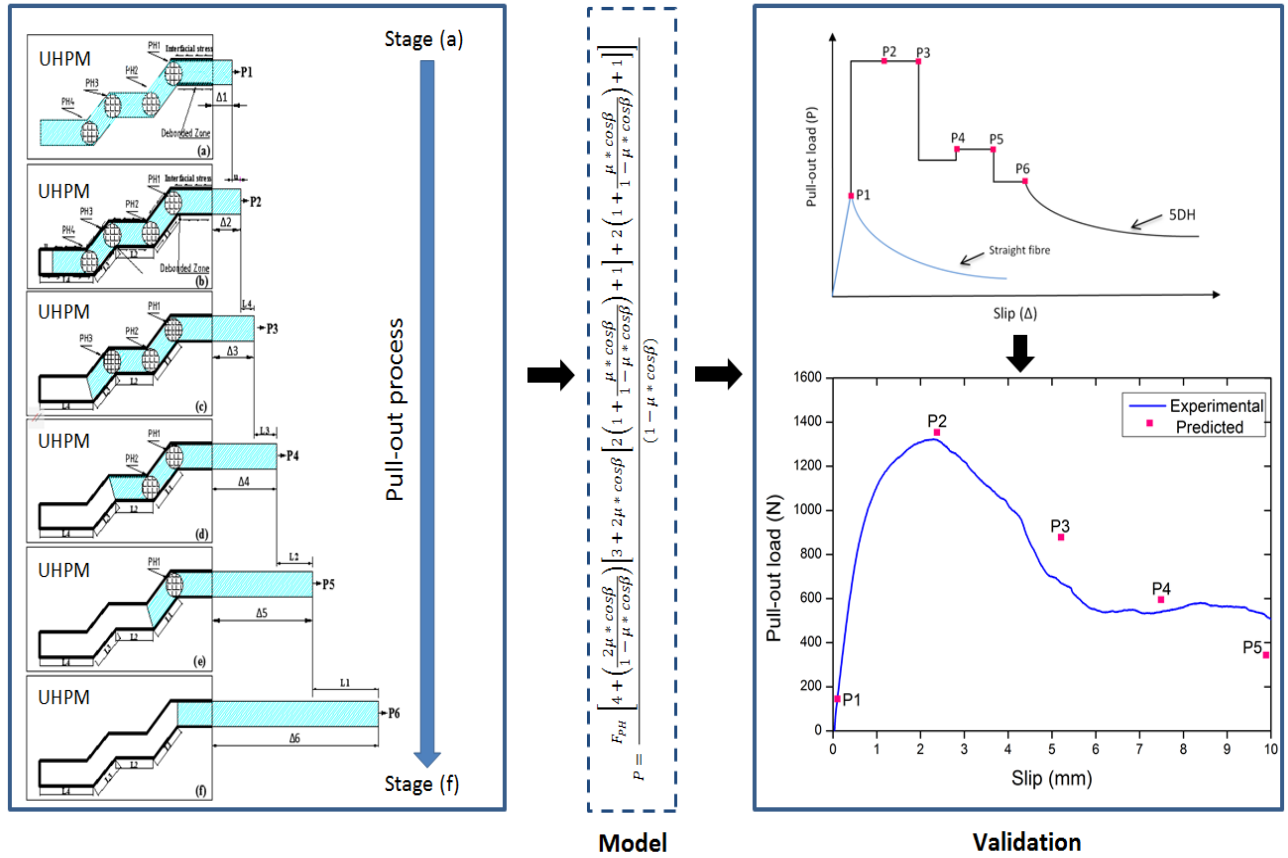 Stage (a)
UHPM
PH1
Interfacial stress
PH2
PH3
PH4
P1
Δ1
Debonded Zone
(a)
UHPM
PH1
Interfacial stress
u
PH3
PH2
P2
PH4
Δ2
L2
Debonded Zone
L4
(b)
UHPM
PH1
L4
PH3
PH2
P3
Δ3
L2
L4
(c)
UHPM
PH1
L3
PH2
P4
Δ4
L2
L4
(d)
UHPM
PH1
L2
P5
Δ5
L2
L3
L4
(e)
UHPM
L1
P6
Δ6
L2
L3
L4
(f)
Pull-out process
Stage (f)
P = F_PH [4 + (2μ * cosβ / 1 − μ * cosβ) [3 + 2μ * cosβ [2 (1 + μ * cosβ / 1 − μ * cosβ) + 1] + 2 (1 + μ * cosβ / 1 − μ * cosβ) + 1]] / (1 − μ * cosβ)
Model
Pull-out load (P)
P2
P3
P4
P5
P6
P1
5DH
Straight fibre
Slip (Δ)
1600
1400
1200
1000
800
600
400
200
0
Pull-out load (N)
Experimental
Predicted
P2
P3
P4
P5
P1
0 1 2 3 4 5 6 7 8 9 10
Slip (mm)
Validation